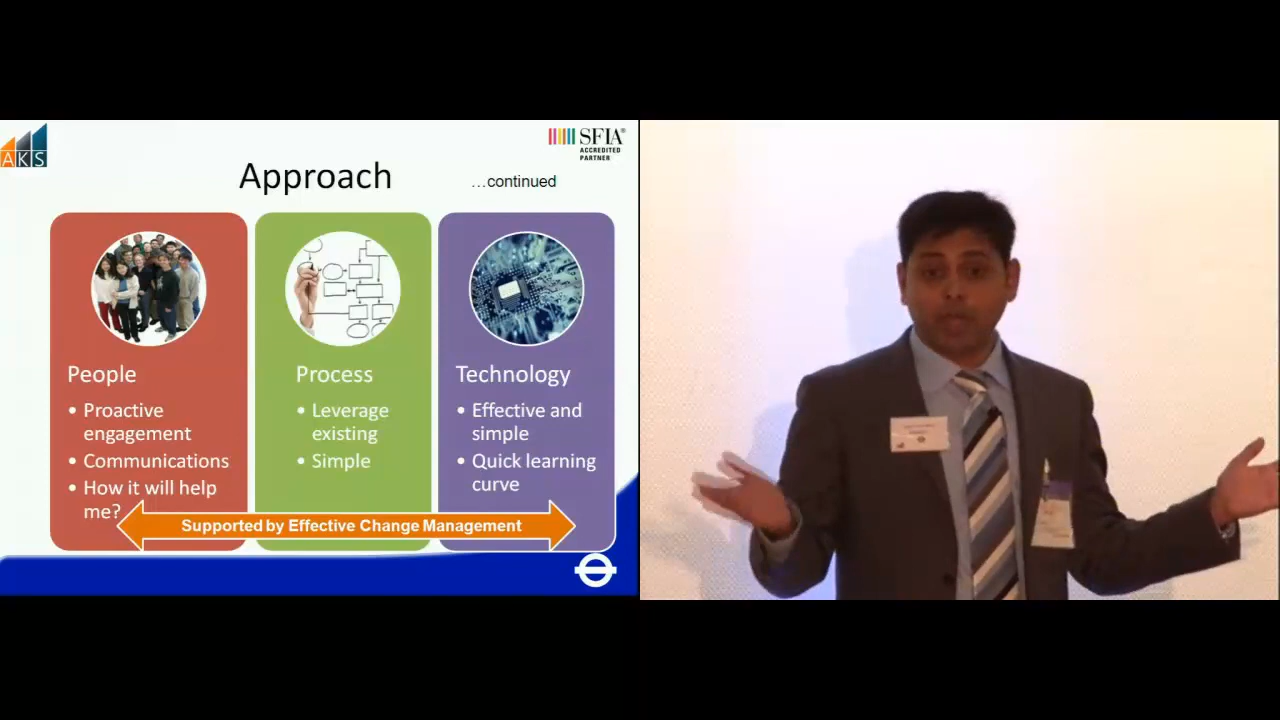 AKS
SFIA®
ACCREDITED
PARTNER
Approach
...continued
People
• Proactive
engagement
• Communications
• How it will help
me?
Process
• Leverage
existing
• Simple
Technology
• Effective and
simple
• Quick learning
curve
Supported by Effective Change Management